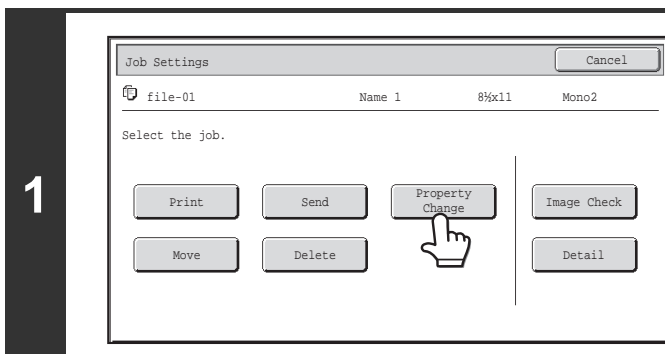 1
Job Settings Cancel
file-01 Name 1 8½x11 Mono2
Select the job.
Print Send Property Change Image Check
Move Delete Detail